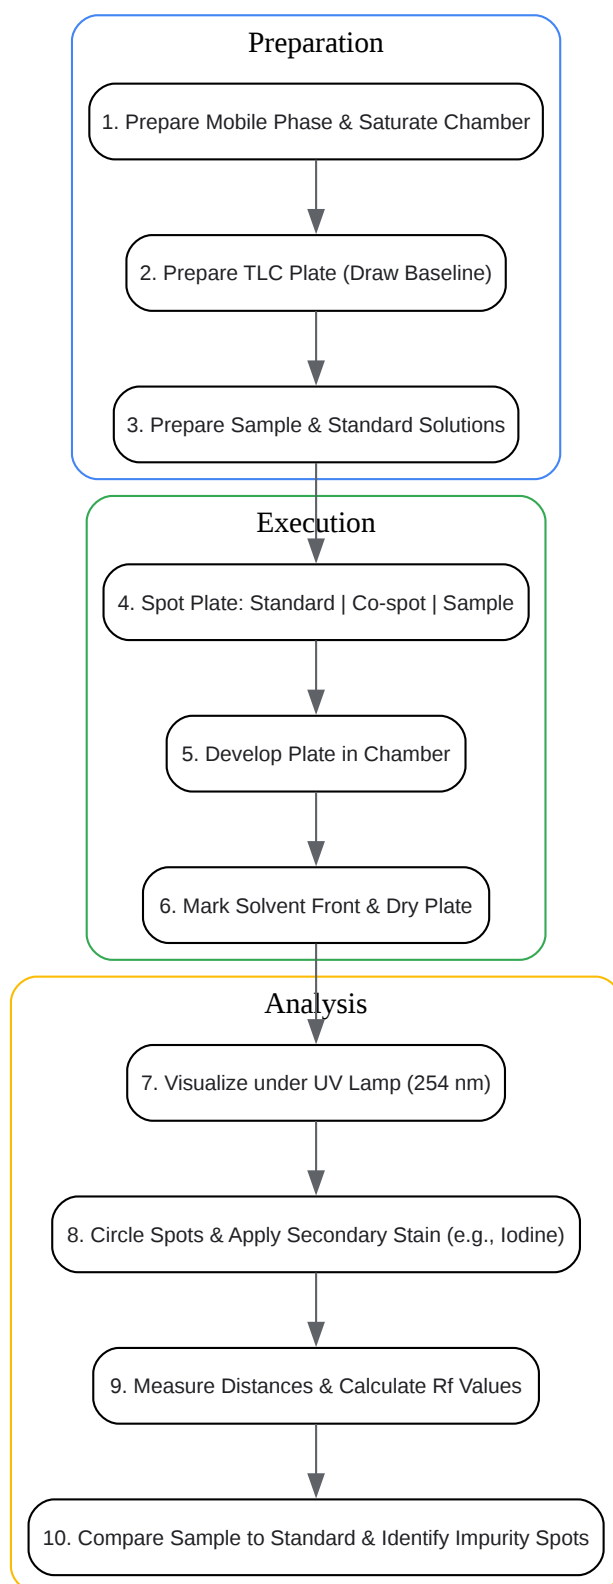 Preparation
1. Prepare Mobile Phase & Saturate Chamber
2. Prepare TLC Plate (Draw Baseline)
3. Prepare Sample & Standard Solutions
Execution
4. Spot Plate: Standard | Co-spot | Sample
5. Develop Plate in Chamber
6. Mark Solvent Front & Dry Plate
Analysis
7. Visualize under UV Lamp (254 nm)
8. Circle Spots & Apply Secondary Stain (e.g., Iodine)
9. Measure Distances & Calculate Rf Values
10. Compare Sample to Standard & Identify Impurity Spots